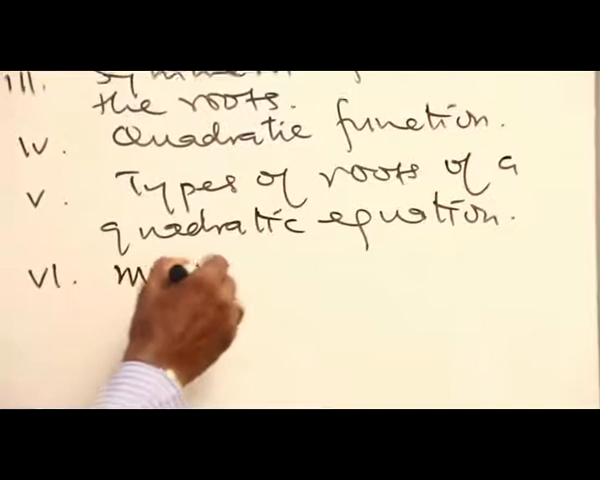 III.
the roots.
IV. Quadratic function.
V. Types of roots of a
quadratic equation.
VI. m